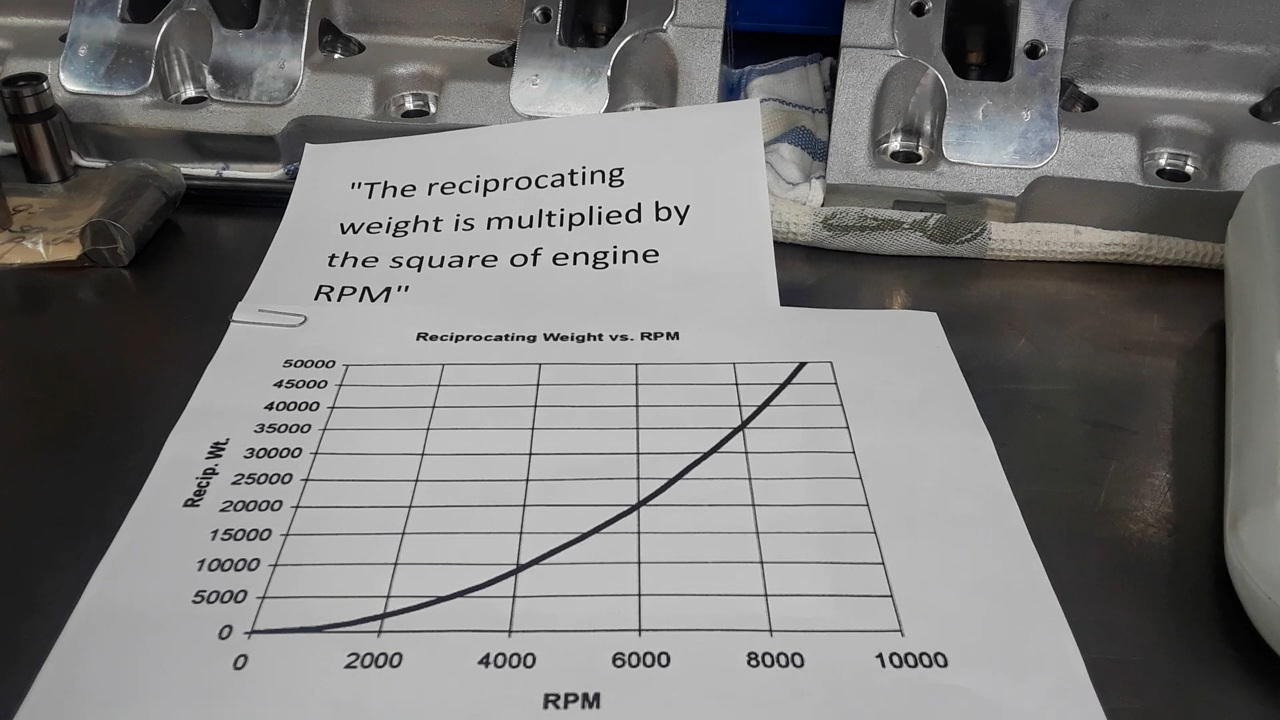 "The reciprocating
weight is multiplied by
the square of engine
RPM"
Reciprocating Weight vs. RPM
50000
45000
40000
35000
30000
25000
20000
15000
10000
5000
0
Recip. Wt.
0 2000 4000 6000 8000 10000
RPM